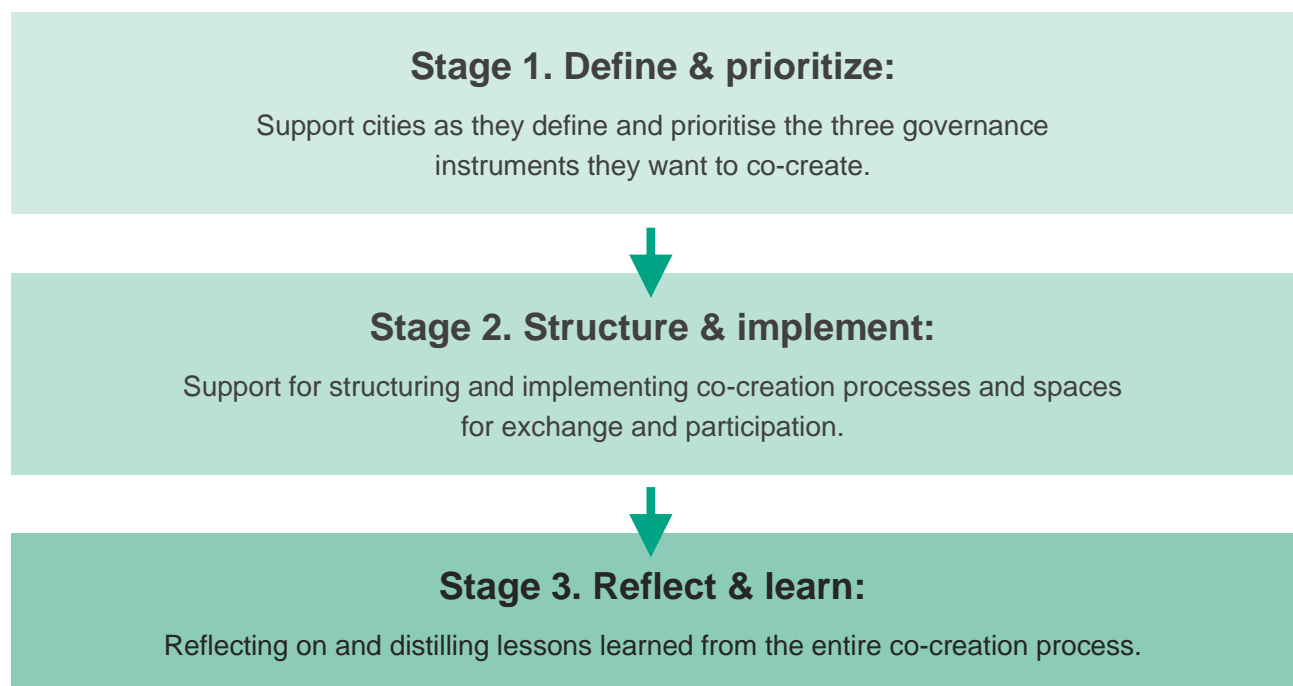 Stage 1. Define & prioritize:
Support cities as they define and prioritise the three governance
instruments they want to co-create.
Stage 2. Structure & implement:
Support for structuring and implementing co-creation processes and spaces
for exchange and participation.
Stage 3. Reflect & learn:
Reflecting on and distilling lessons learned from the entire co-creation process.